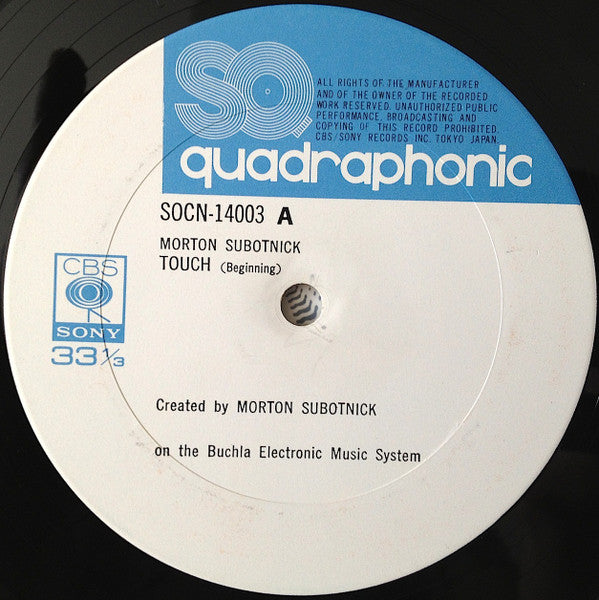 SQ
ALL RIGHTS OF THE MANUFACTURER
AND OF THE OWNER OF THE RECORDED
WORK RESERVED. UNAUTHORIZED PUBLIC
PERFORMANCE, BROADCASTING AND
COPYING OF THIS RECORD PROHIBITED.
CBS/SONY RECORDS INC. TOKYO JAPAN.
quadraphonic
SOCN-14003 A
MORTON SUBOTNICK
TOUCH (Beginning)
CBS
SONY
33 1/3
Created by MORTON SUBOTNICK
on the Buchla Electronic Music System